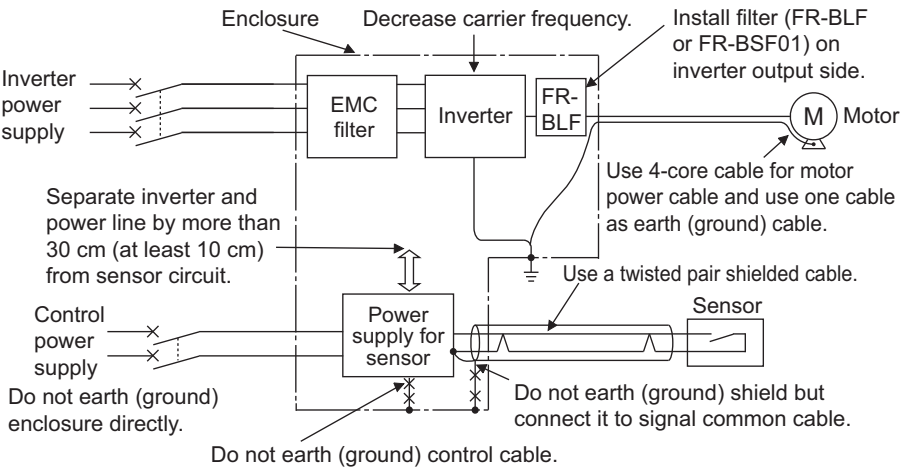 Enclosure
Decrease carrier frequency.
Install filter (FR-BLF
or FR-BSF01) on
inverter output side.
Inverter
power
supply
EMC
filter
Inverter
FR-
BLF
M
Motor
Use 4-core cable for motor
power cable and use one cable
as earth (ground) cable.
Separate inverter and
power line by more than
30 cm (at least 10 cm)
from sensor circuit.
Use a twisted pair shielded cable.
Control
power
supply
Power
supply for
sensor
Sensor
Do not earth (ground)
enclosure directly.
Do not earth (ground) shield but
connect it to signal common cable.
Do not earth (ground) control cable.